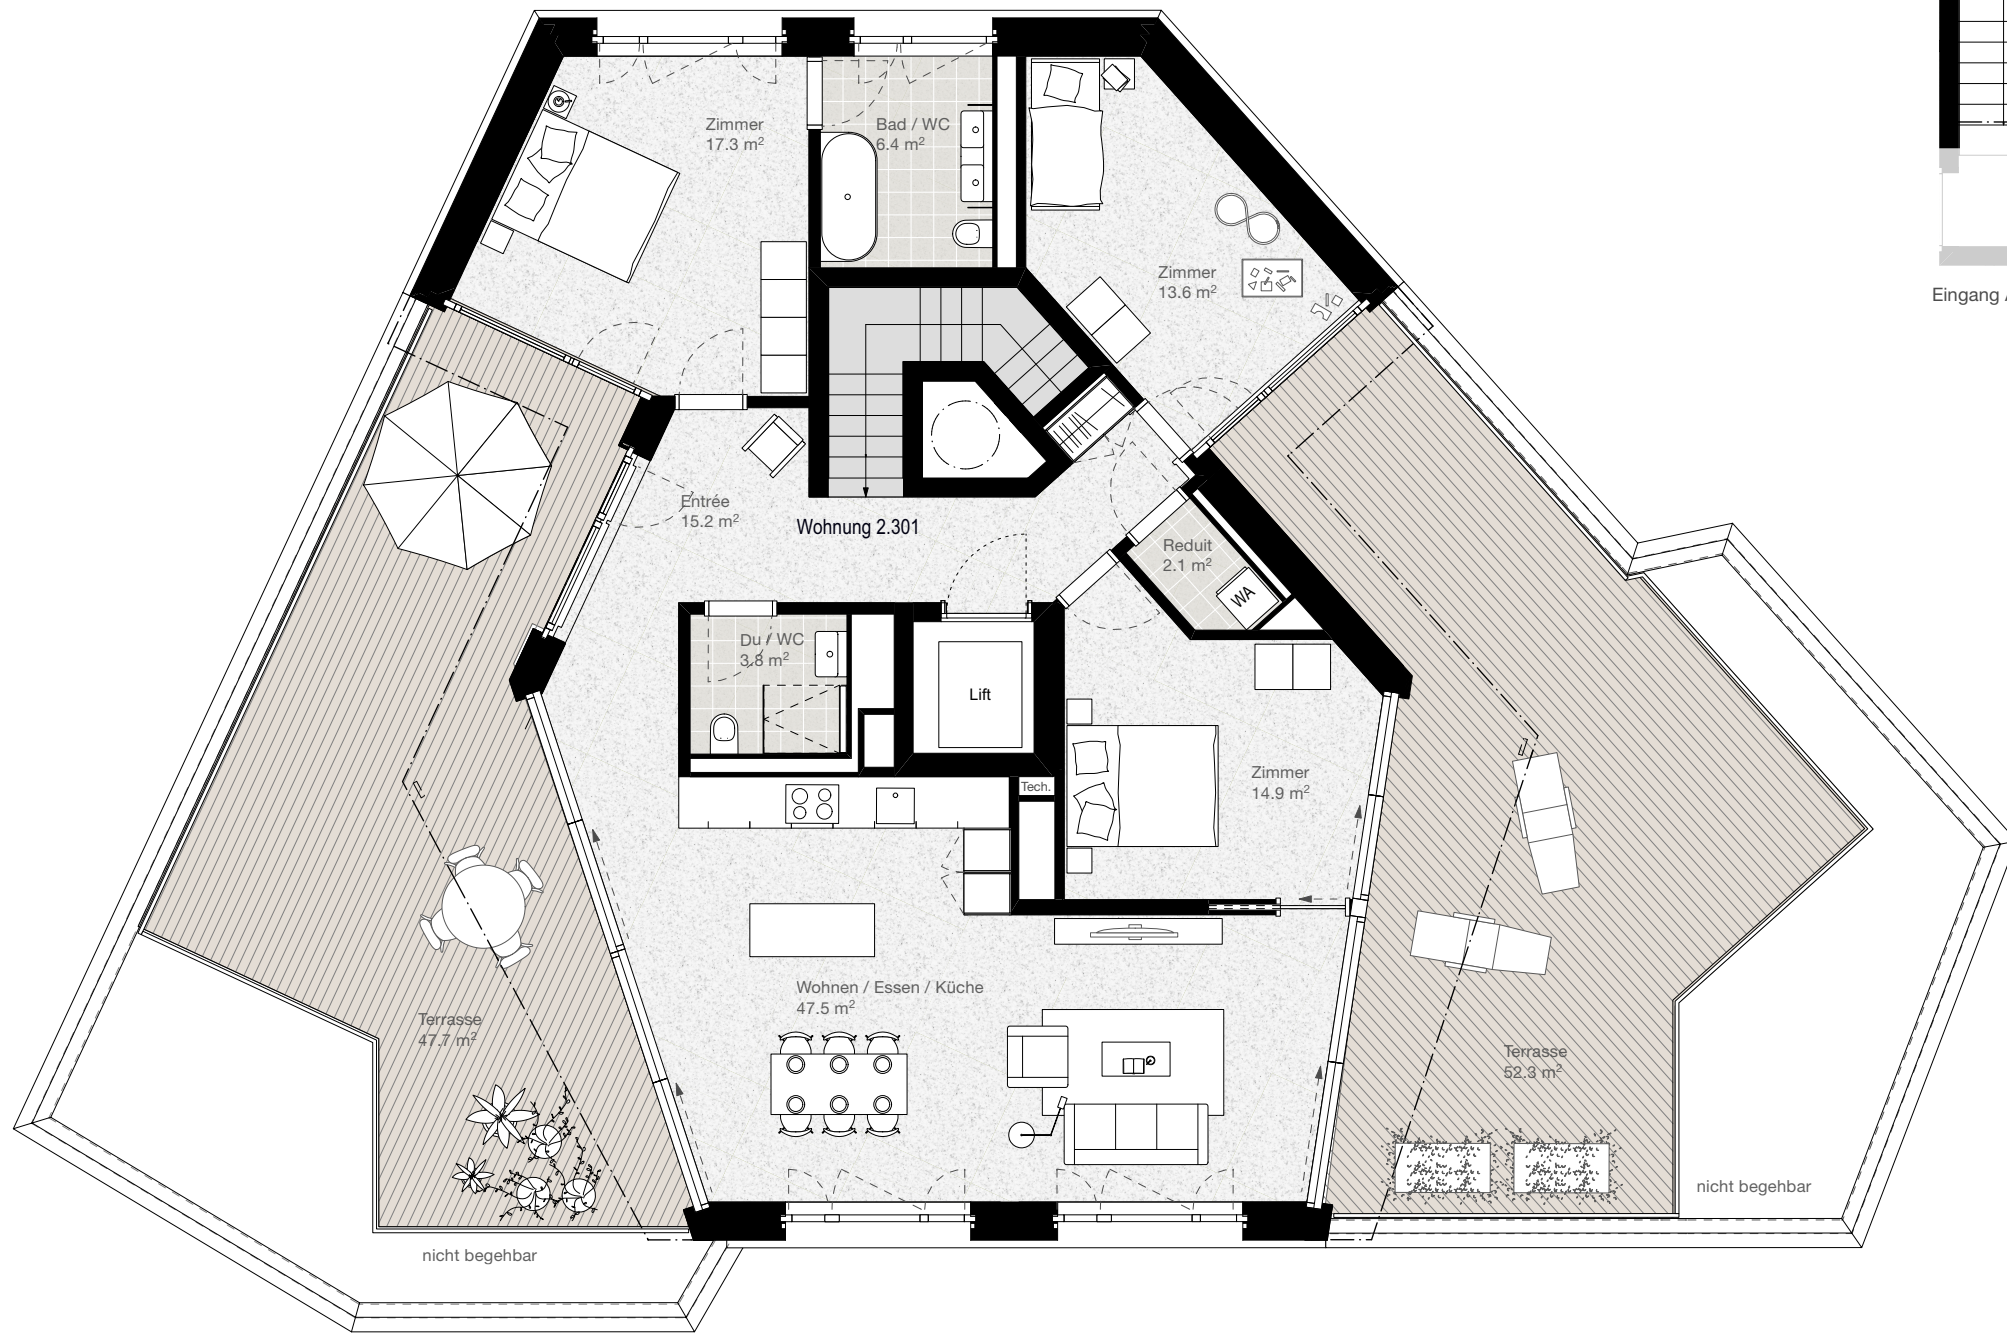 Zimmer
17.3 m²
Bad / WC
6.4 m²
Zimmer
13.6 m²
Eingang
Entrée
15.2 m²
Wohnung 2.301
Reduit
2.1 m²
WA
Du / WC
3.8 m²
Lift
Tech.
Zimmer
14.9 m²
Wohnen / Essen / Küche
47.5 m²
Terrasse
47.7 m²
Terrasse
52.3 m²
nicht begehbar
nicht begehbar